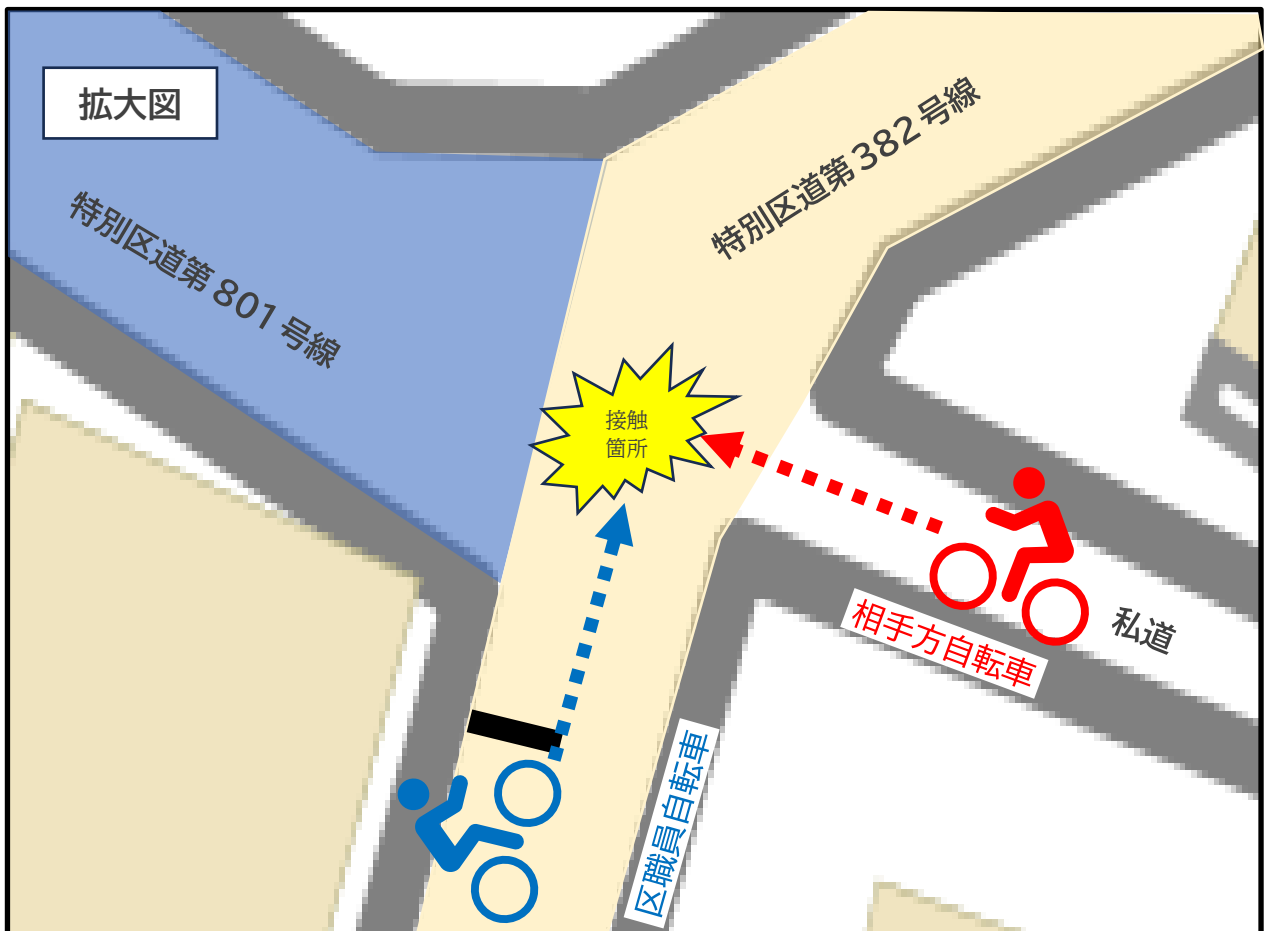 拡大図
特別区道第382号線
特別区道第801号線
接触
箇所
私道
相手方自転車
区職員自転車